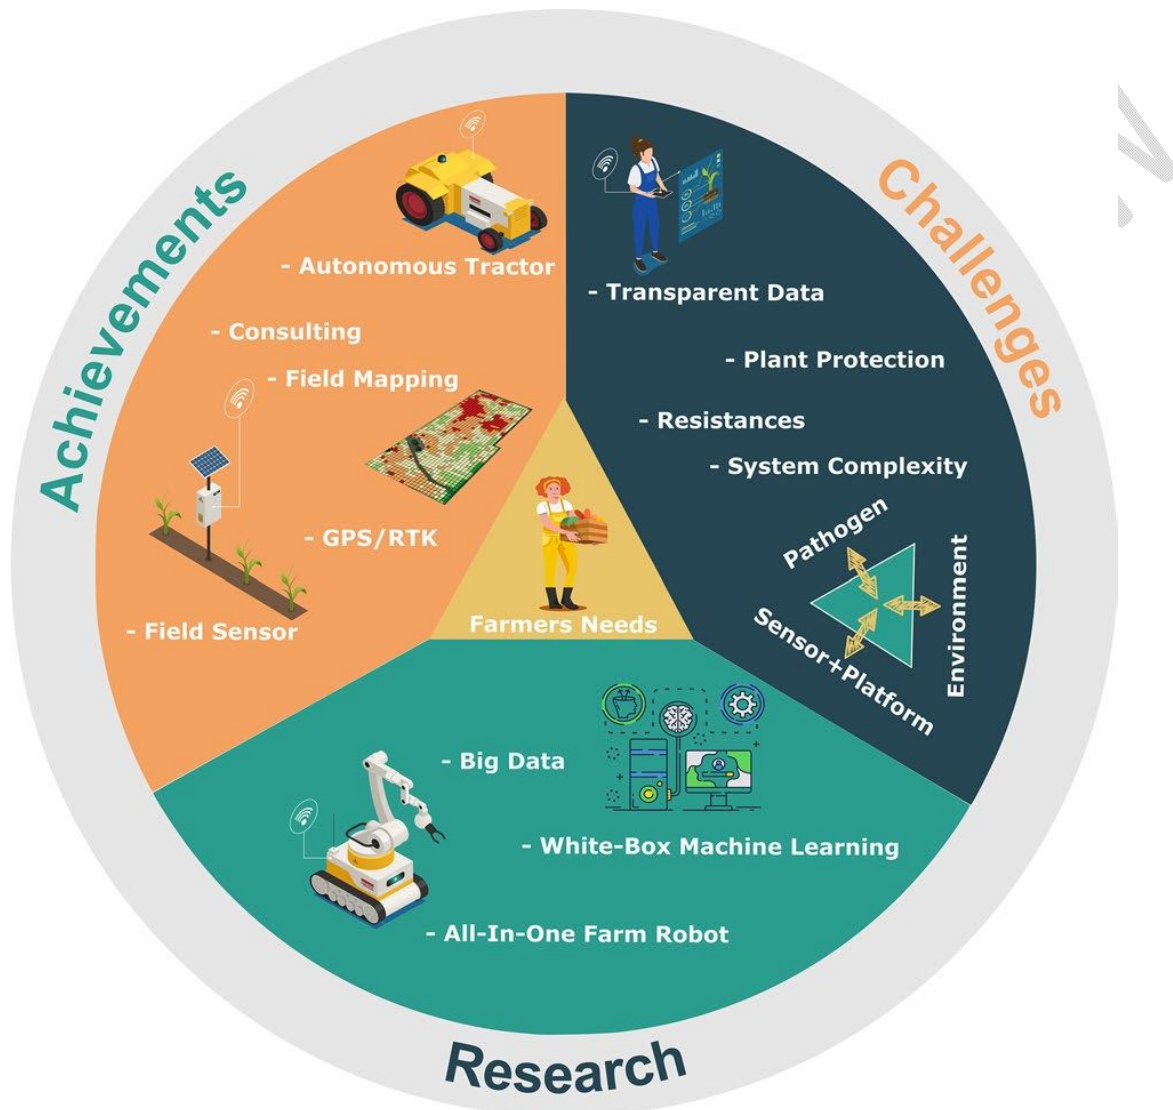 Achievements
- Autonomous Tractor
- Consulting
- Field Mapping
- GPS/RTK
- Field Sensor
Challenges
- Transparent Data
- Plant Protection
- Resistances
- System Complexity
Pathogen
Environment
Sensor+Platform
Farmers Needs
- Big Data
- White-Box Machine Learning
- All-In-One Farm Robot
Research